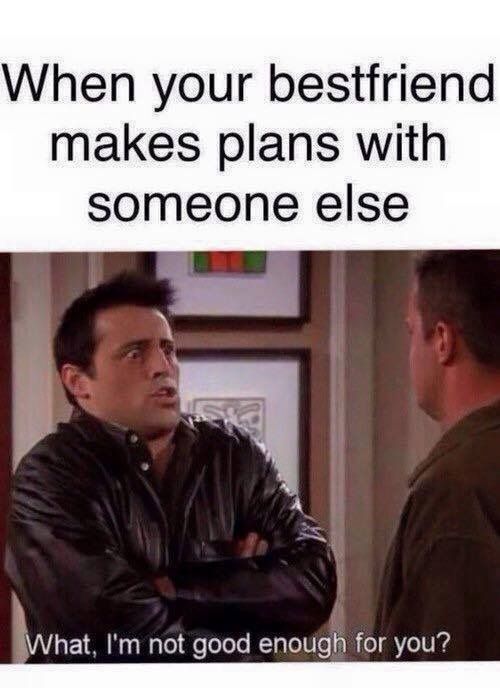 When your bestfriend
makes plans with
someone else
What, I'm not good enough for you?